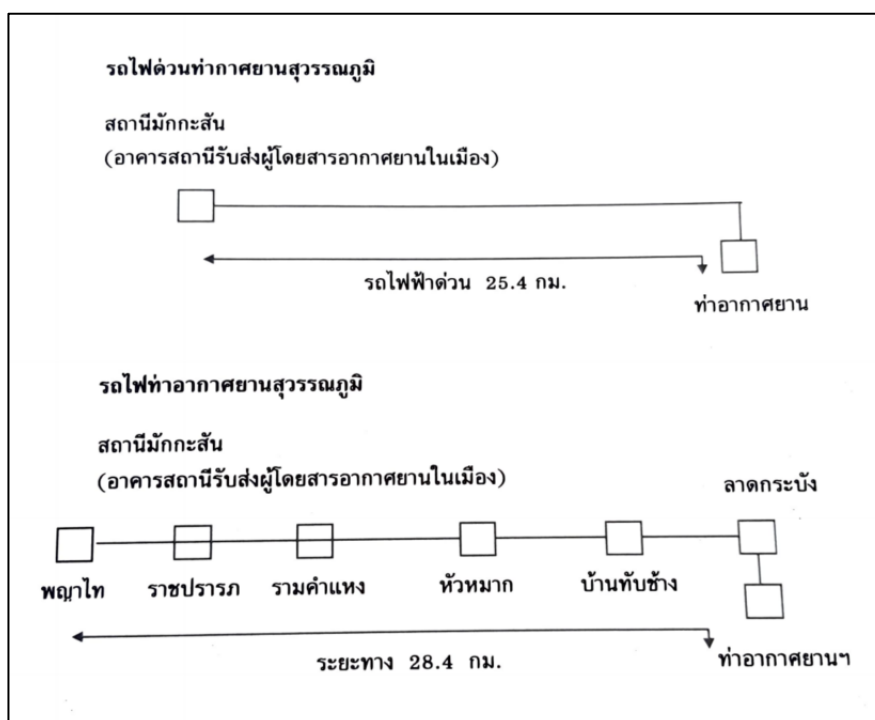 รถไฟด่วนท่ากาศยานสุวรรณภูมิ
สถานีมักกะสัน
(อาคารสถานีรับส่งผู้โดยสารอากาศยานในเมือง)
รถไฟฟ้าด่วน 25.4 กม.
ท่าอากาศยาน
รถไฟท่าอากาศยานสุวรรณภูมิ
สถานีมักกะสัน
(อาคารสถานีรับส่งผู้โดยสารอากาศยานในเมือง)
ลาดกระบัง
พญาไท ราชปรารภ รามคำแหง หัวหมาก บ้านทับช้าง
ระยะทาง 28.4 กม.
ท่าอากาศยานฯ